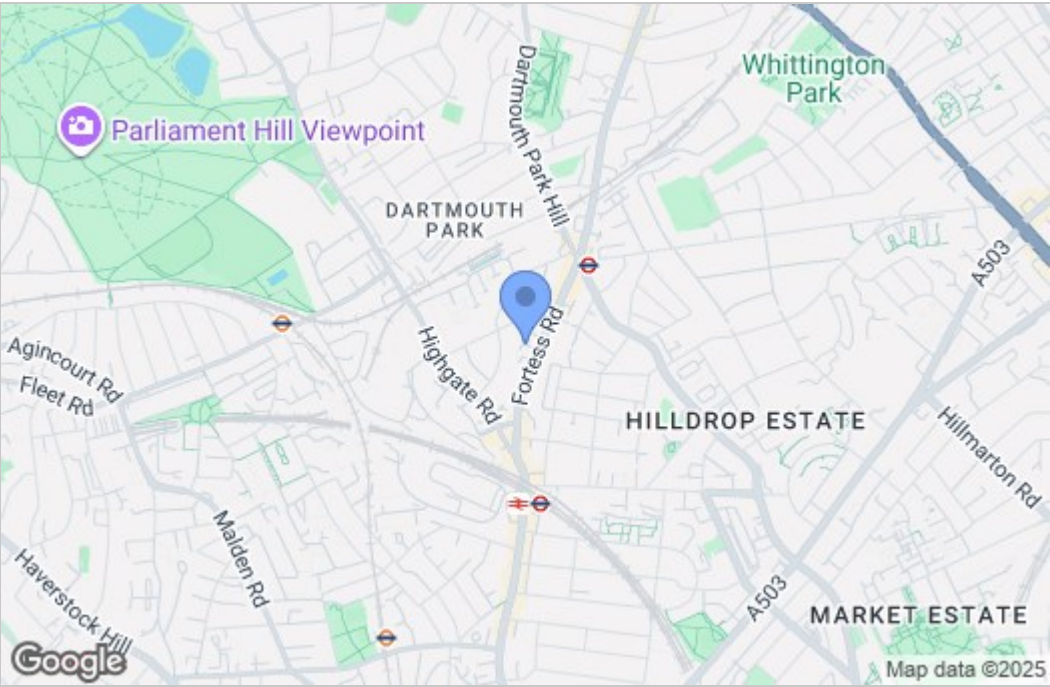 Whittington
Park
Parliament Hill Viewpoint
Dartmouth Park Hill
DARTMOUTH
PARK
A503
Fortess Rd
Highgate Rd
Agincourt Rd
Fleet Rd
HILLDROP ESTATE
Hillmarton Rd
Malden Rd
Haverstock Hill
A503
MARKET ESTATE
Google
Map data ©2025